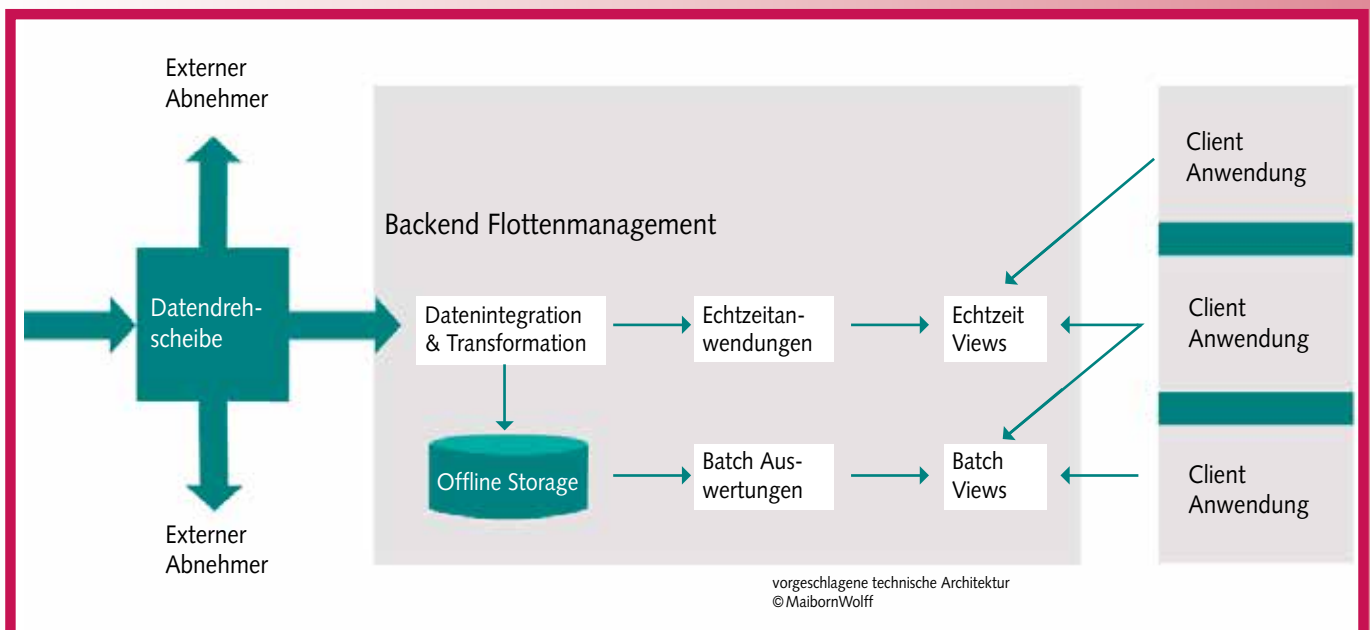 Externer
Abnehmer
Datendreh-
scheibe
Externer
Abnehmer
Backend Flottenmanagement
Datenintegration
& Transformation
Echtzeitan-
wendungen
Echtzeit
Views
Offline Storage
Batch Aus-
wertungen
Batch
Views
Client
Anwendung
Client
Anwendung
Client
Anwendung
vorgeschlagene technische Architektur
© MaibornWolff